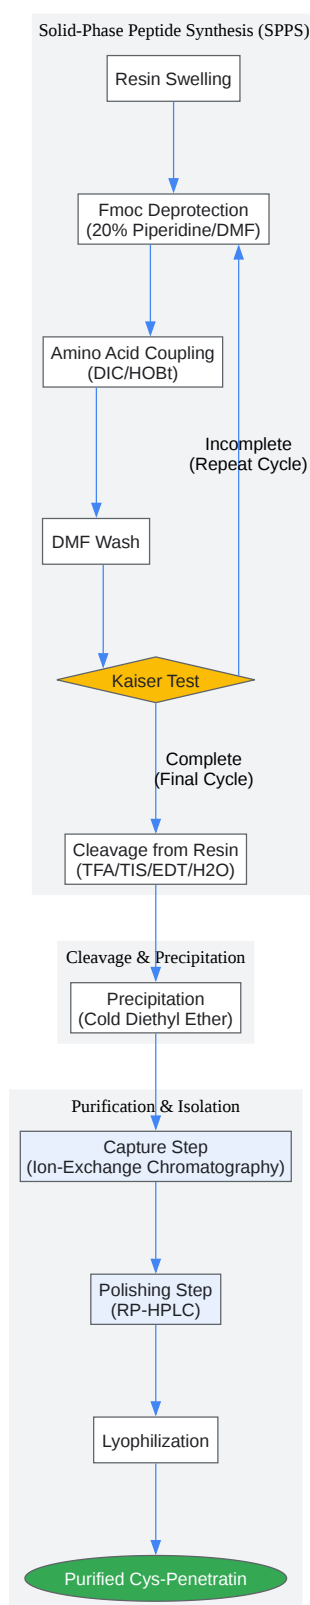 Solid-Phase Peptide Synthesis (SPPS)
Resin Swelling
Fmoc Deprotection
(20% Piperidine/DMF)
Amino Acid Coupling
(DIC/HOBt)
Incomplete
(Repeat Cycle)
DMF Wash
Kaiser Test
Complete
(Final Cycle)
Cleavage from Resin
(TFA/TIS/EDT/H2O)
Cleavage & Precipitation
Precipitation
(Cold Diethyl Ether)
Purification & Isolation
Capture Step
(Ion-Exchange Chromatography)
Polishing Step
(RP-HPLC)
Lyophilization
Purified Cys-Penetratin